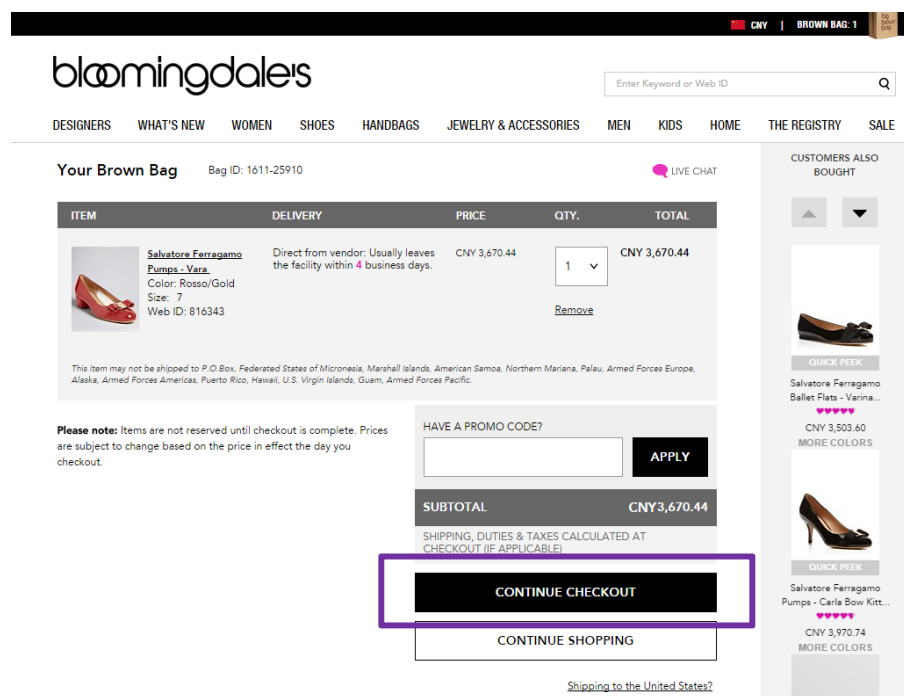 CNY | BROWN BAG: 1
big brown bag
bloomingdale's
Enter Keyword or Web ID
DESIGNERS WHAT'S NEW WOMEN SHOES HANDBAGS JEWELRY & ACCESSORIES MEN KIDS HOME THE REGISTRY SALE
Your Brown Bag Bag ID: 1611-25910 LIVE CHAT
ITEM DELIVERY PRICE QTY. TOTAL
Salvatore Ferragamo
Pumps - Vara
Color: Rosso/Gold
Size: 7
Web ID: 816343
Direct from vendor: Usually leaves
the facility within 4 business days.
CNY 3,670.44
1
Remove
CNY 3,670.44
This item may not be shipped to P.O.Box, Federated States of Micronesia, Marshall Islands, American Samoa, Northern Mariana, Palau, Armed Forces Europe,
Alaska, Armed Forces Americas, Puerto Rico, Hawaii, U.S. Virgin Islands, Guam, Armed Forces Pacific.
Please note: Items are not reserved until checkout is complete. Prices
are subject to change based on the price in effect the day you
checkout.
HAVE A PROMO CODE?
APPLY
SUBTOTAL CNY3,670.44
SHIPPING, DUTIES & TAXES CALCULATED AT
CHECKOUT (IF APPLICABLE)
CONTINUE CHECKOUT
CONTINUE SHOPPING
Shipping to the United States?
CUSTOMERS ALSO
BOUGHT
QUICK PEEK
Salvatore Ferragamo
Ballet Flats - Varina...
CNY 3,503.60
MORE COLORS
QUICK PEEK
Salvatore Ferragamo
Pumps - Carla Bow Kitt...
CNY 3,970.74
MORE COLORS